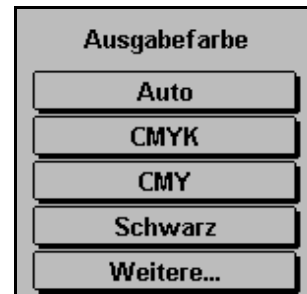 Ausgabefarbe
Auto
CMYK
CMY
Schwarz
Weitere...